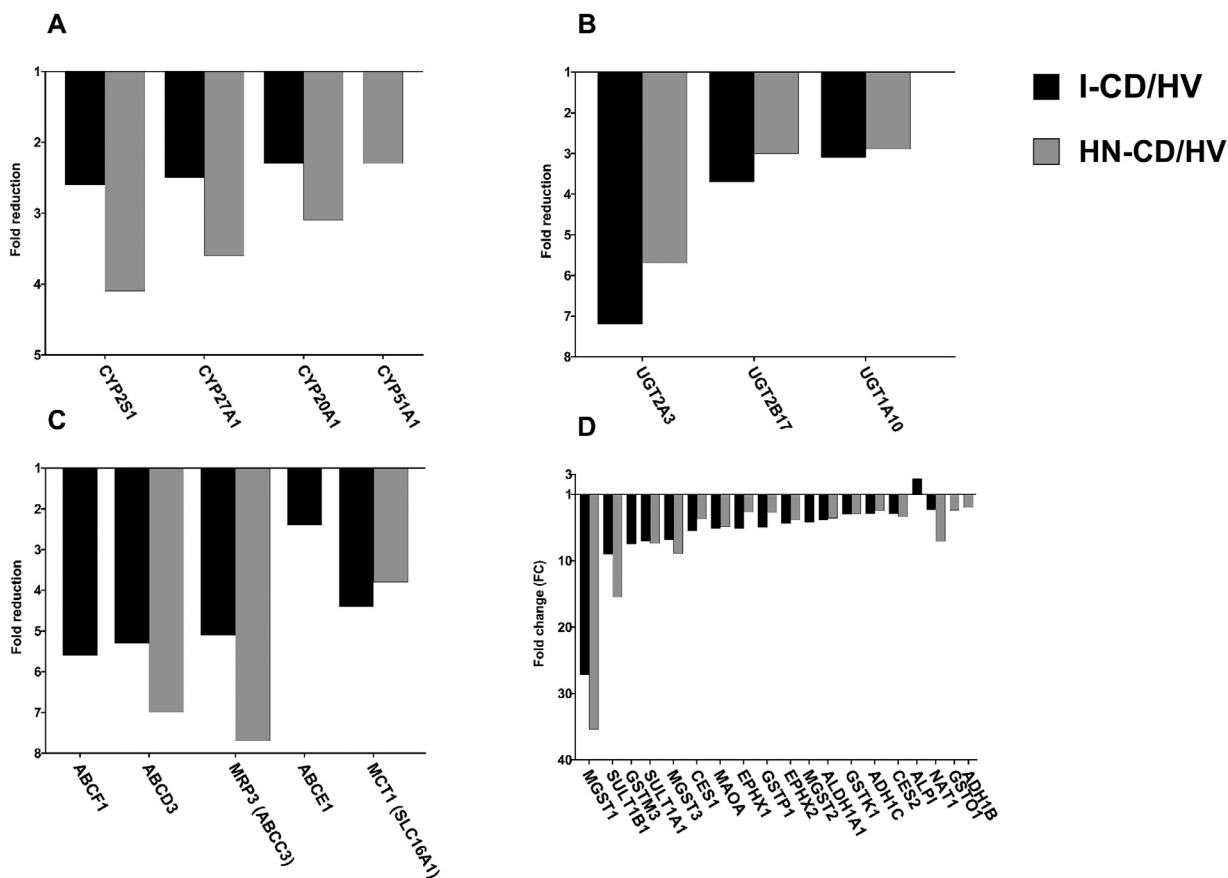 A
1
2
3
4
5
Fold reduction
CYP2S1
CYP27A1
CYP20A1
CYP51A1
B
1
2
3
4
5
6
7
8
Fold reduction
UGT2A3
UGT2B17
UGT1A10
I-CD/HV
HN-CD/HV
C
1
2
3
4
5
6
7
8
Fold reduction
ABCF1
ABCD3
MRP3 (ABCC3)
ABCE1
MCT1 (SLC16A1)
D
3
1
10
20
30
40
Fold change (FC)
MGST1
SULT1B1
GSTM3
SULT1A1
MGST3
CES1
MAOA
EPHX1
GSTP1
EPHX2
MGST2
ALDH1A1
GSTK1
ADH1C
CES2
ALPI
NAT1
GSTO1
ADH1B